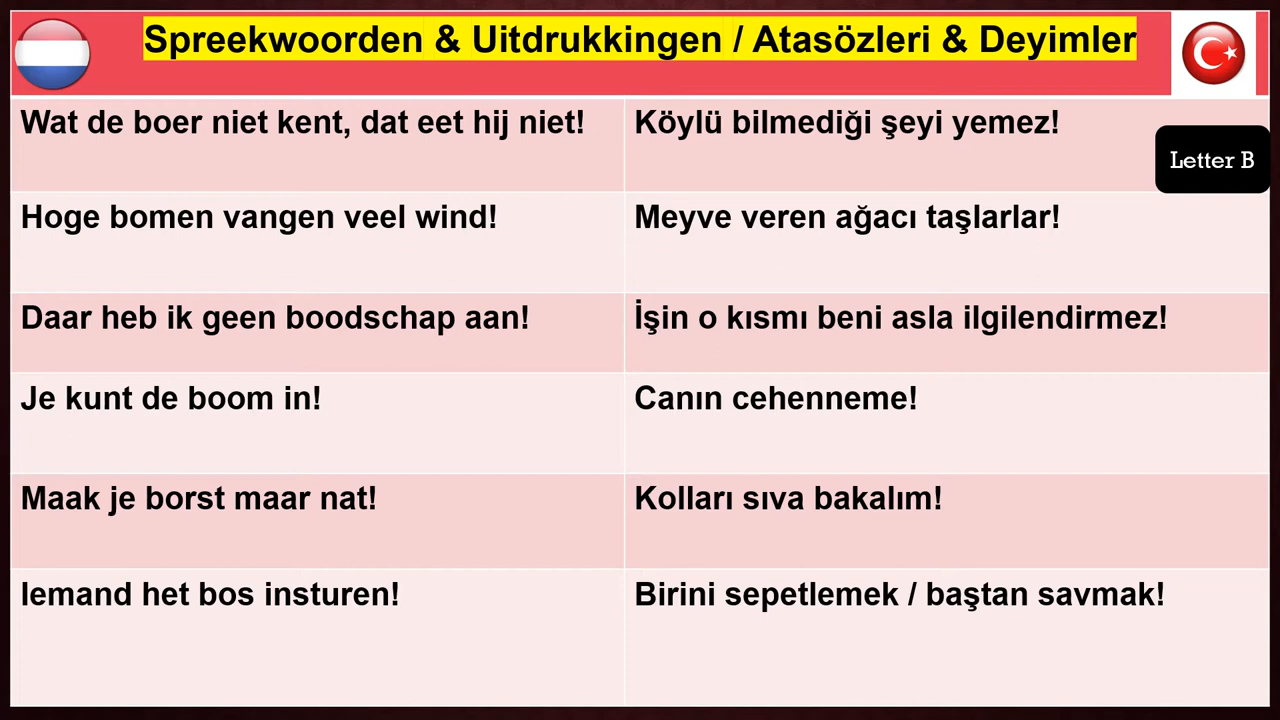 Spreekwoorden & Uitdrukkingen / Atasözleri & Deyimler
Wat de boer niet kent, dat eet hij niet!
Köylü bilmediği şeyi yemez!
Letter B
Hoge bomen vangen veel wind!
Meyve veren ağacı taşlarlar!
Daar heb ik geen boodschap aan!
İşin o kısmı beni asla ilgilendirmez!
Je kunt de boom in!
Canın cehenneme!
Maak je borst maar nat!
Kolları sıva bakalım!
Iemand het bos insturen!
Birini sepetlemek / baştan savmak!